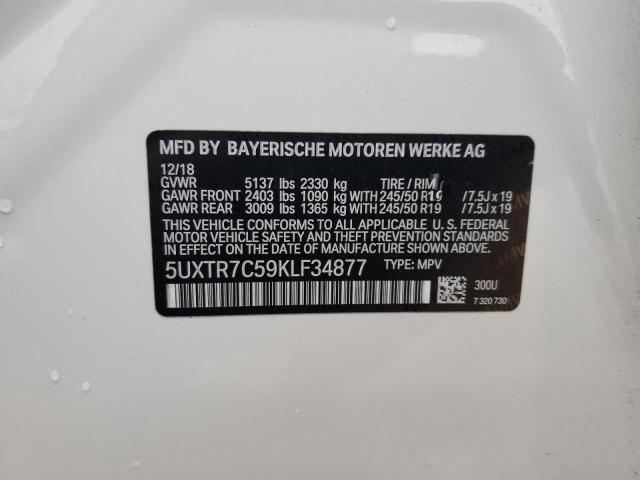 MFD BY BAYERISCHE MOTOREN WERKE AG
12/18
GVWR 5137 lbs 2330 kg TIRE / RIM
GAWR FRONT 2403 lbs 1090 kg WITH 245/50 R19 /7.5J x 19
GAWR REAR 3009 lbs 1365 kg WITH 245/50 R19 /7.5J x 19
THIS VEHICLE CONFORMS TO ALL APPLICABLE U. S. FEDERAL
MOTOR VEHICLE SAFETY AND THEFT PREVENTION STANDARDS
IN EFFECT ON THE DATE OF MANUFACTURE SHOWN ABOVE.
5UXTR7C59KLF34877 TYPE: MPV
300U
7 320 730